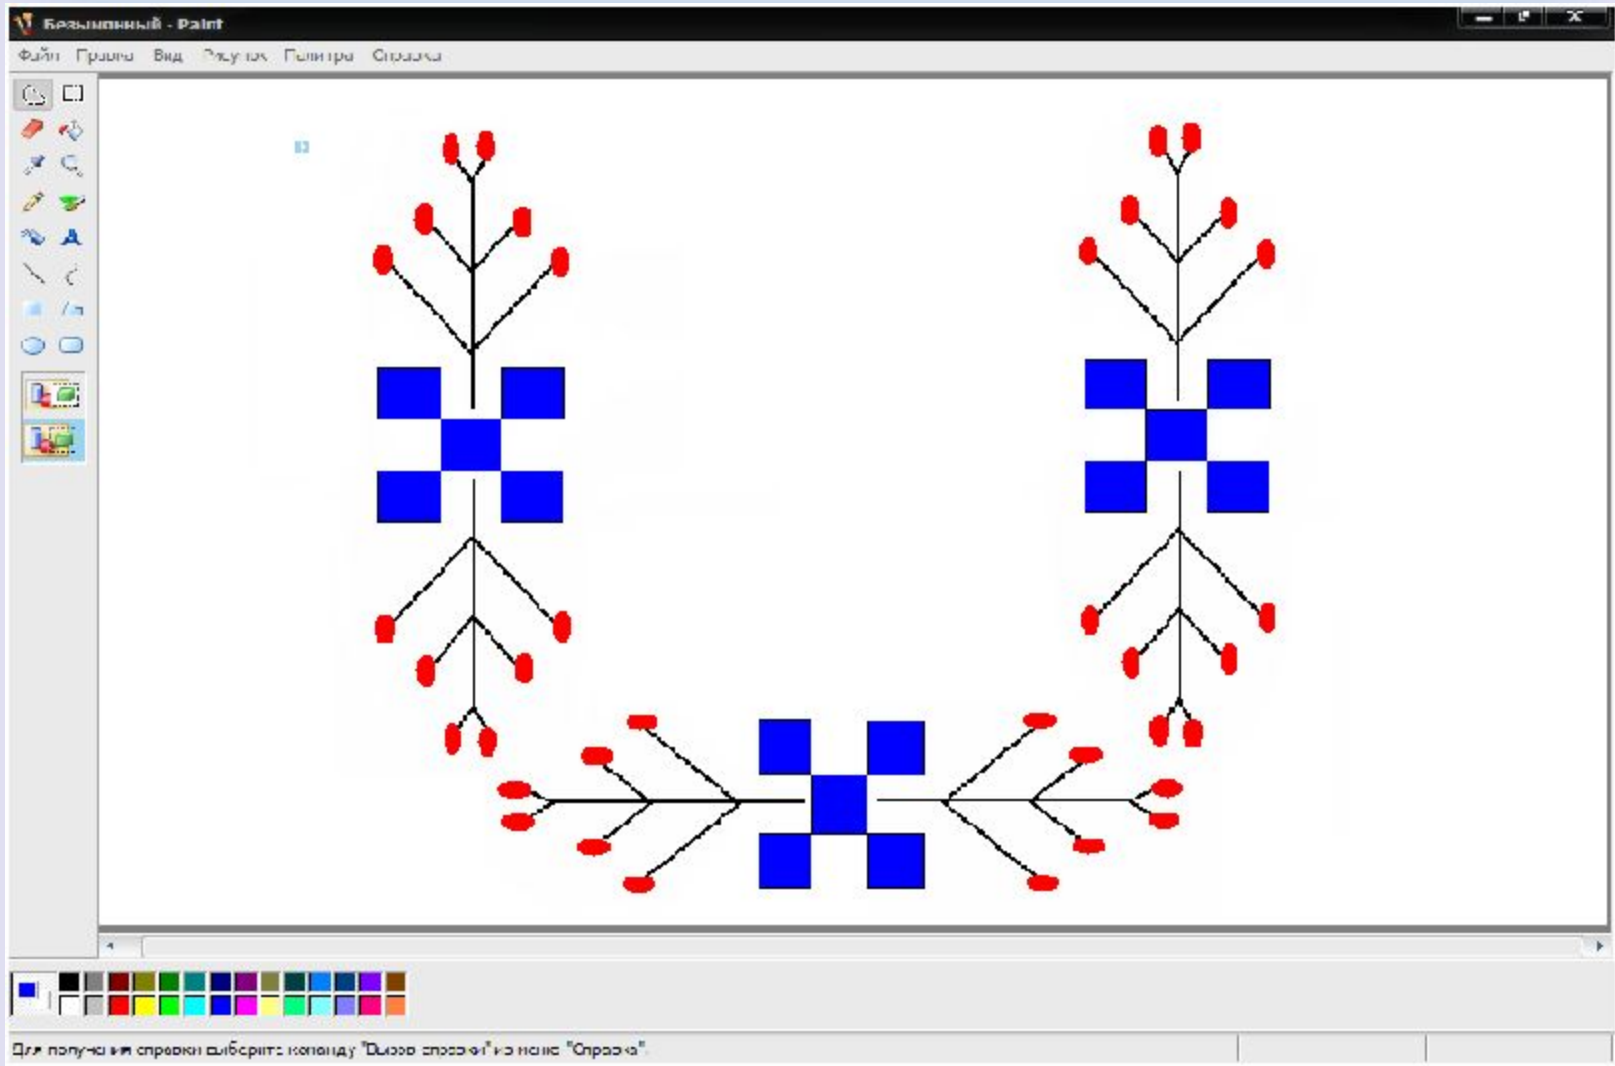 Безымянный - Paint
Файл Правка Вид Рисунок Палитра Справка
Для получения справки выберите команду "Вызов справки" из меню "Справка".